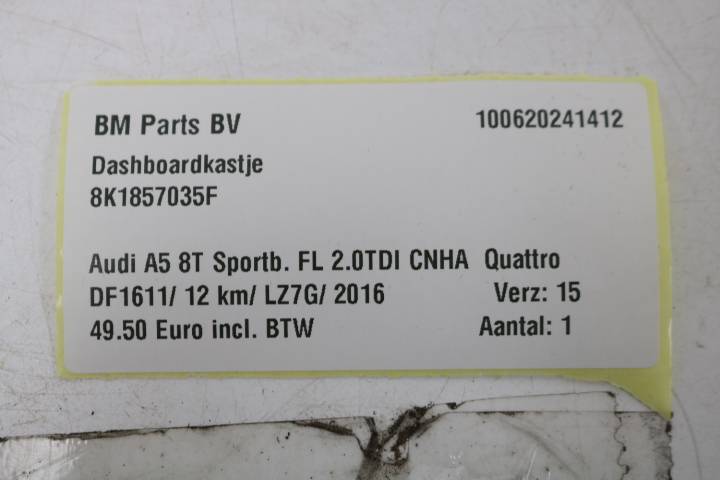 BM Parts BV 100620241412
Dashboardkastje
8K1857035F
Audi A5 8T Sportb. FL 2.0TDI CNHA Quattro
DF1611/ 12 km/ LZ7G/ 2016 Verz: 15
49.50 Euro incl. BTW Aantal: 1